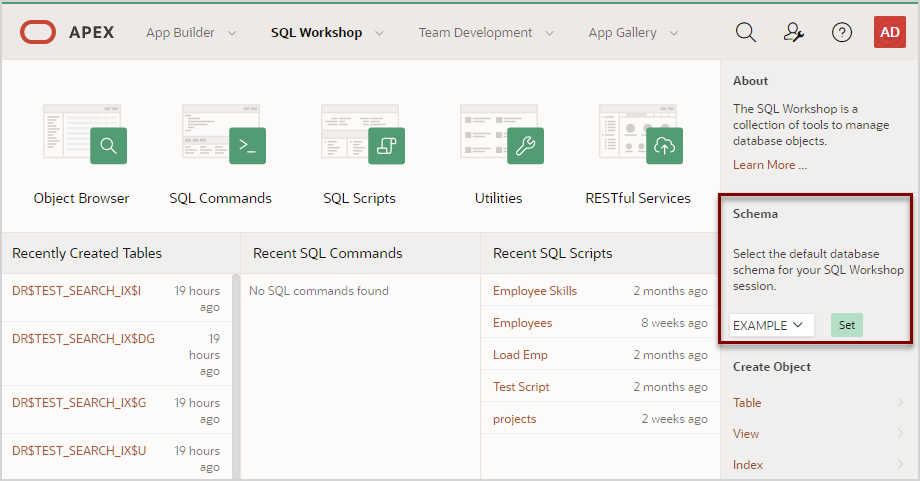 APEX
App Builder
SQL Workshop
Team Development
App Gallery
AD
Object Browser
SQL Commands
SQL Scripts
Utilities
RESTful Services
Recently Created Tables
DR$TEST_SEARCH_IX$I 19 hours
ago
DR$TEST_SEARCH_IX$DG 19
hours
ago
DR$TEST_SEARCH_IX$G 19 hours
ago
DR$TEST_SEARCH_IX$U 19 hours
ago
Recent SQL Commands
No SQL commands found
Recent SQL Scripts
Employee Skills 2 months ago
Employees 8 weeks ago
Load Emp 2 months ago
Test Script 2 months ago
projects 2 weeks ago
About
The SQL Workshop is a
collection of tools to manage
database objects.
Learn More ...
Schema
Select the default database
schema for your SQL Workshop
session.
EXAMPLE Set
Create Object
Table
View
Index